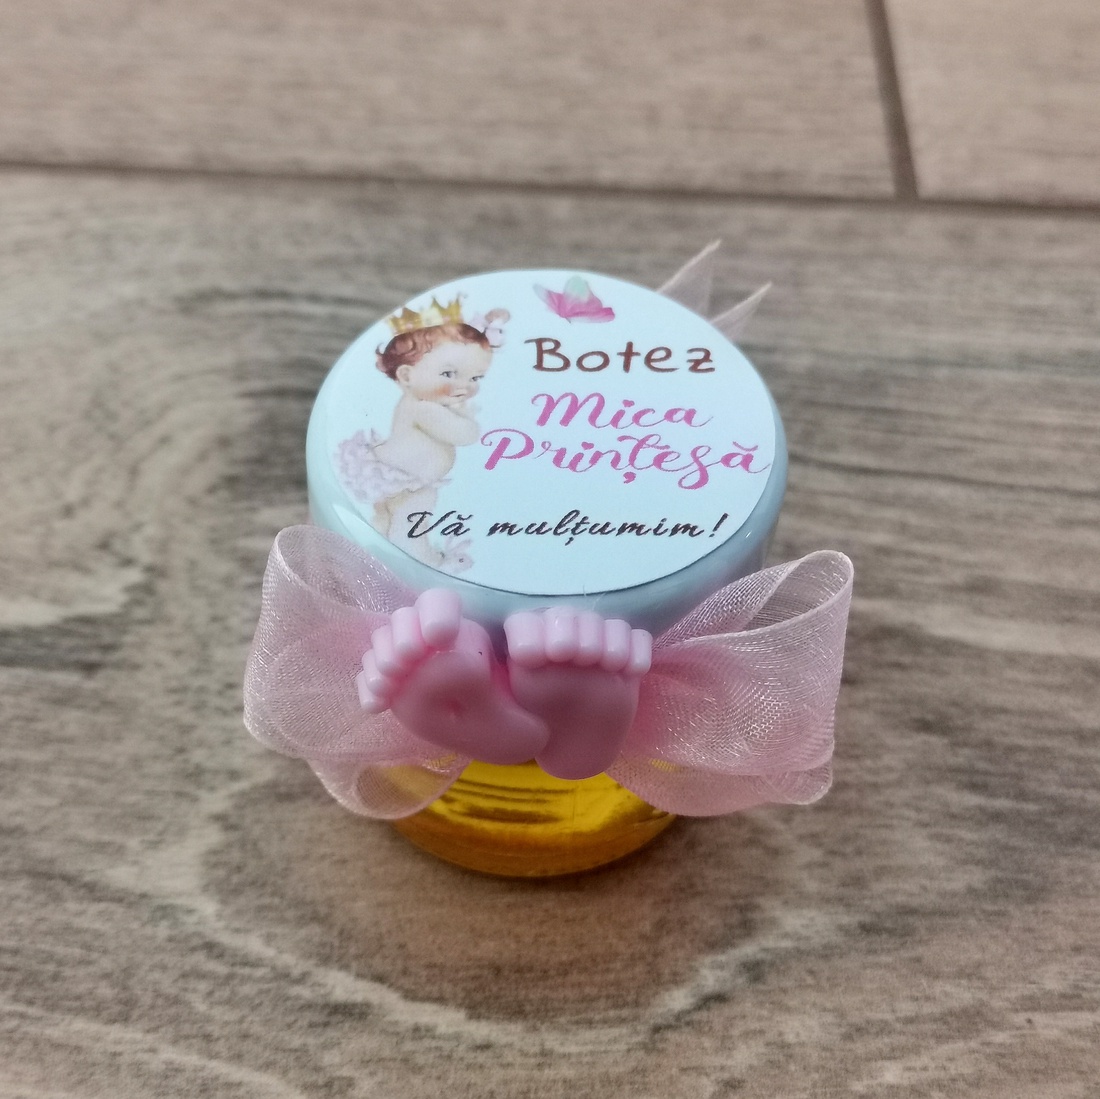 Botez
Mica
Prințesă
Vă mulțumim!